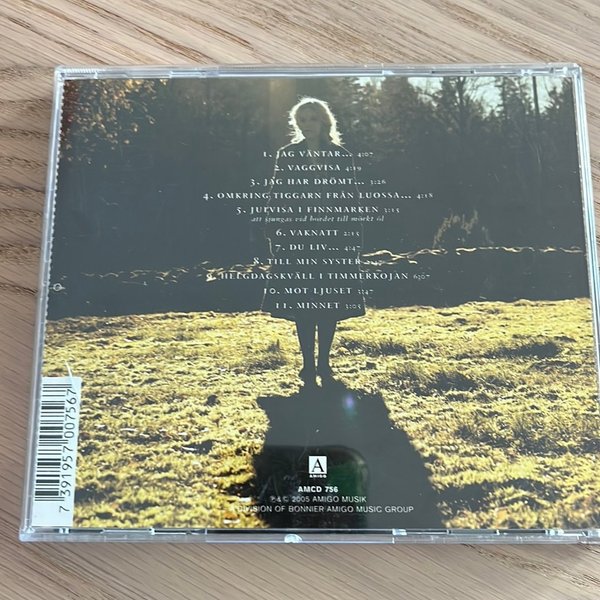 1. JAG VÄNTAR... 4:07
2. VAGGVISA 4:19
3. JAG HAR DRÖMT... 3:26
4. OMKRING TIGGARN FRÅN LUOSSA... 4:18
5. JULVISA I FINNMARKEN 3:15
att sjungas vid bordet till mörkt öl
6. VAKNATT 2:15
7. DU LIV... 4:47
8. TILL MIN SYSTER
9. HELGDAGSKVÄLL I TIMMERKOJAN 6:07
10. MOT LJUSET 3:47
11. MINNET 3:05
A
AMIGO
AMCD 756
℗&© 2005 AMIGO MUSIK
A DIVISION OF BONNIER AMIGO MUSIC GROUP
7 391957 007567